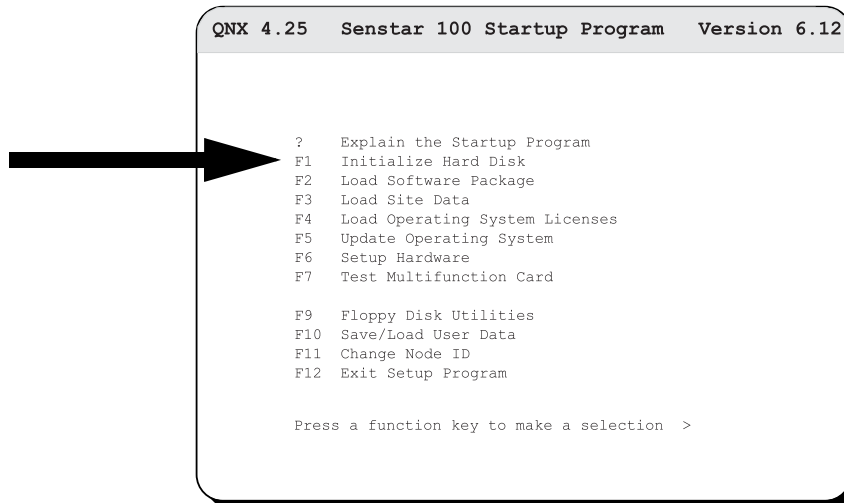 QNX 4.25 Senstar 100 Startup Program Version 6.12
? Explain the Startup Program
F1 Initialize Hard Disk
F2 Load Software Package
F3 Load Site Data
F4 Load Operating System Licenses
F5 Update Operating System
F6 Setup Hardware
F7 Test Multifunction Card
F9 Floppy Disk Utilities
F10 Save/Load User Data
F11 Change Node ID
F12 Exit Setup Program
Press a function key to make a selection >